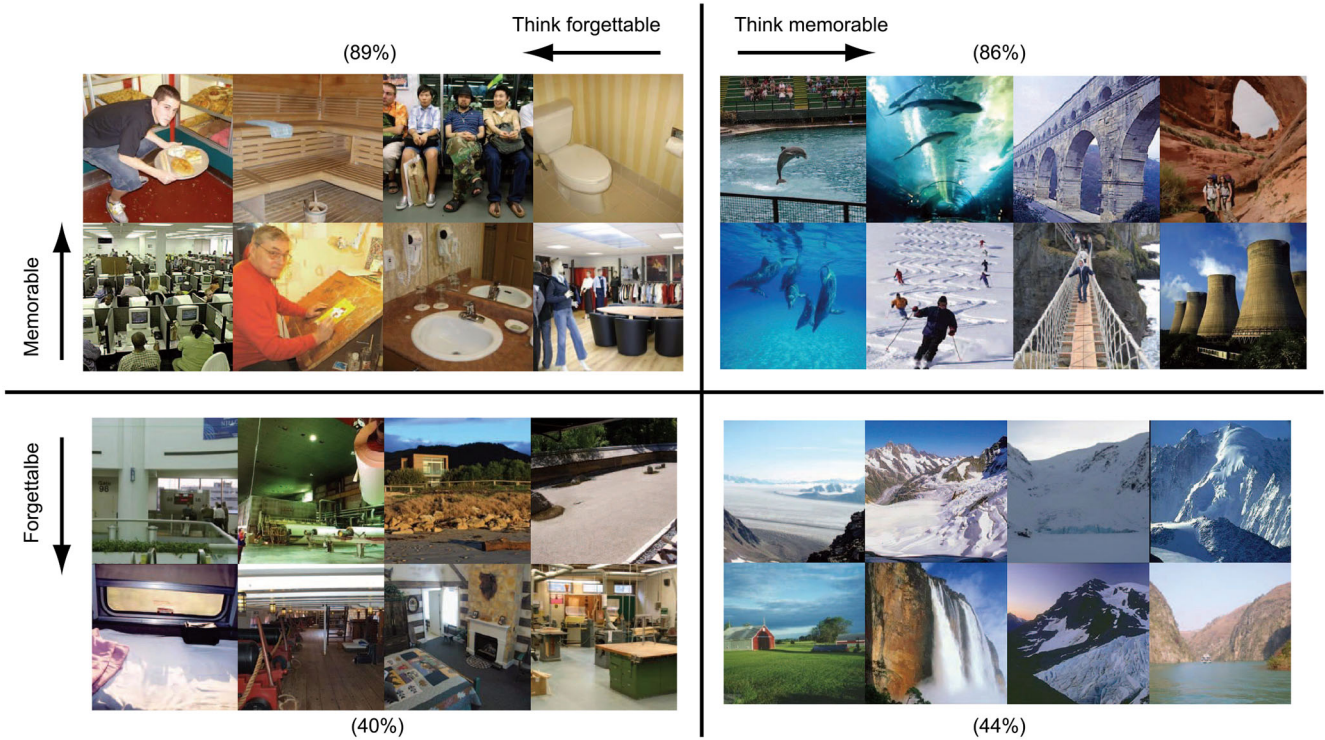 Think forgettable
Think memorable
(89%)
(86%)
Memorable
Forgettalbe
(40%)
(44%)